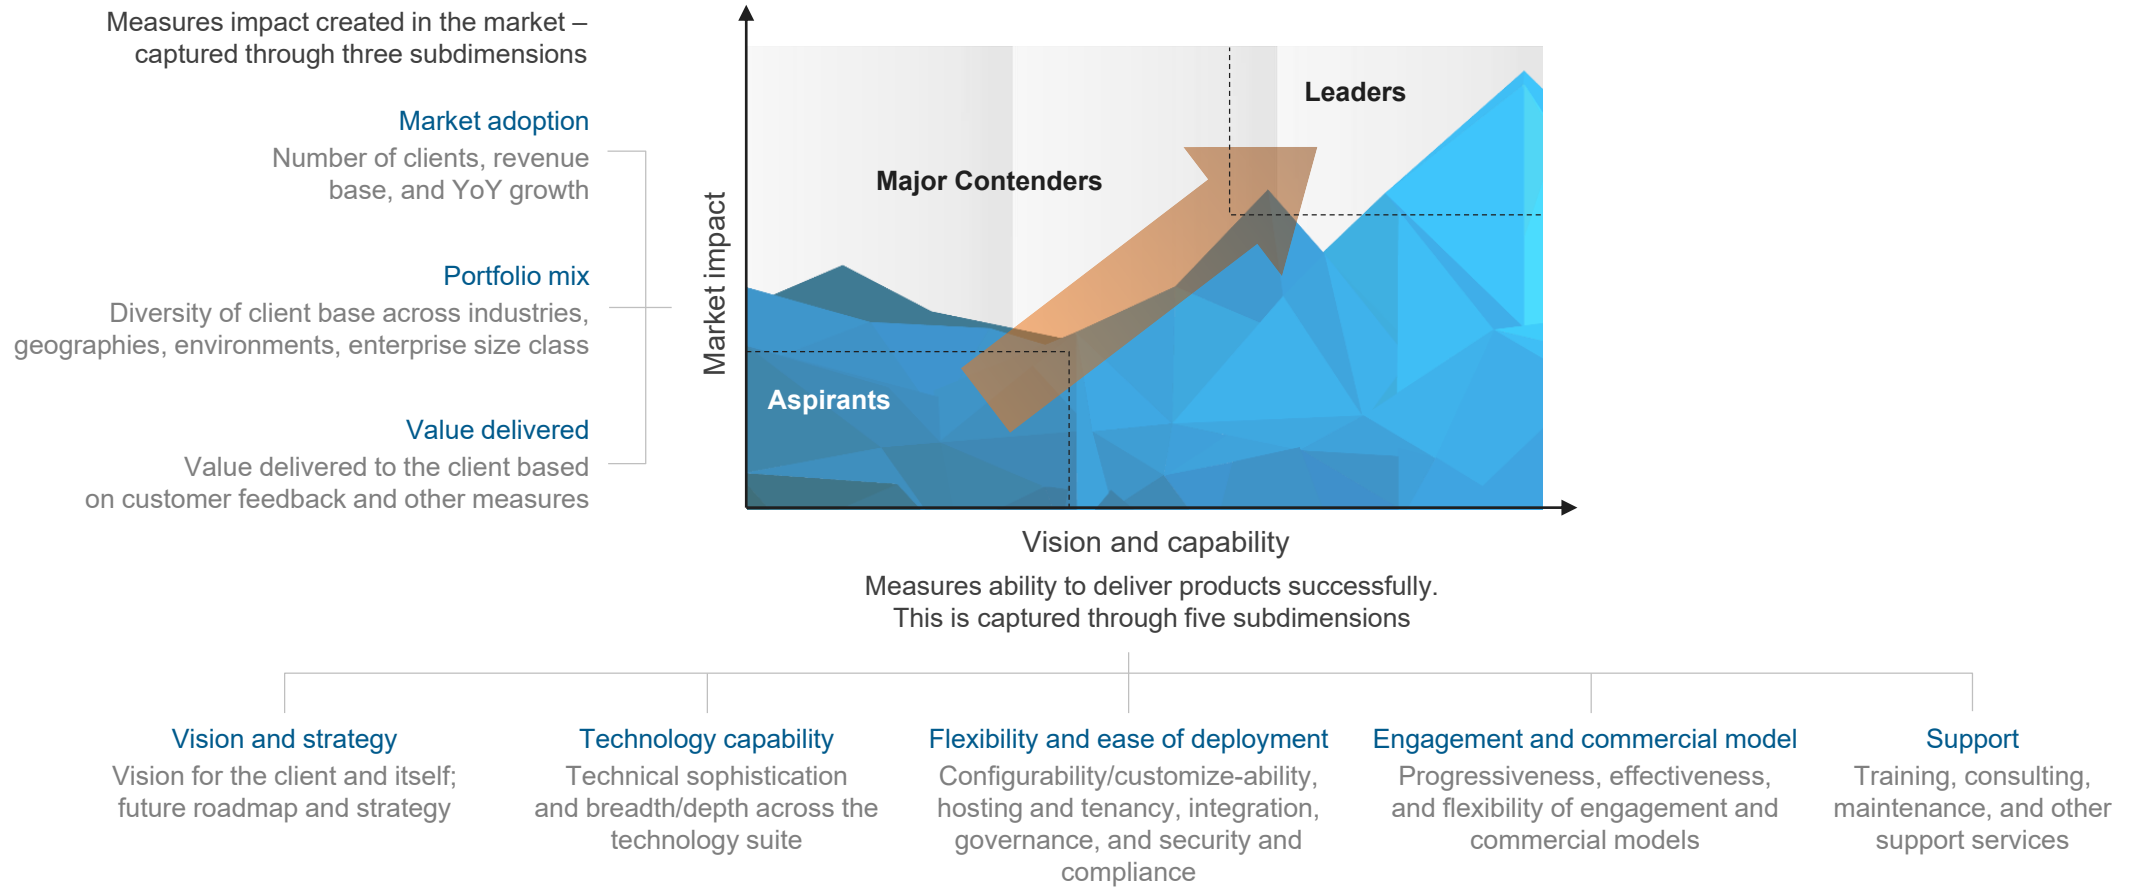 Measures impact created in the market –
captured through three subdimensions
Market adoption
Number of clients, revenue
base, and YoY growth
Portfolio mix
Diversity of client base across industries,
geographies, environments, enterprise size class
Value delivered
Value delivered to the client based
on customer feedback and other measures
Market impact
Leaders
Major Contenders
Aspirants
Vision and capability
Measures ability to deliver products successfully.
This is captured through five subdimensions
Vision and strategy
Vision for the client and itself;
future roadmap and strategy
Technology capability
Technical sophistication
and breadth/depth across the
technology suite
Flexibility and ease of deployment
Configurability/customize-ability,
hosting and tenancy, integration,
governance, and security and
compliance
Engagement and commercial model
Progressiveness, effectiveness,
and flexibility of engagement and
commercial models
Support
Training, consulting,
maintenance, and other
support services